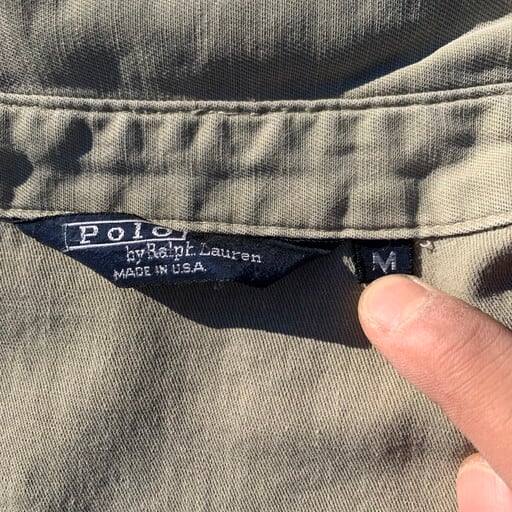 Polo
by Ralph Lauren
MADE IN U.S.A.
M